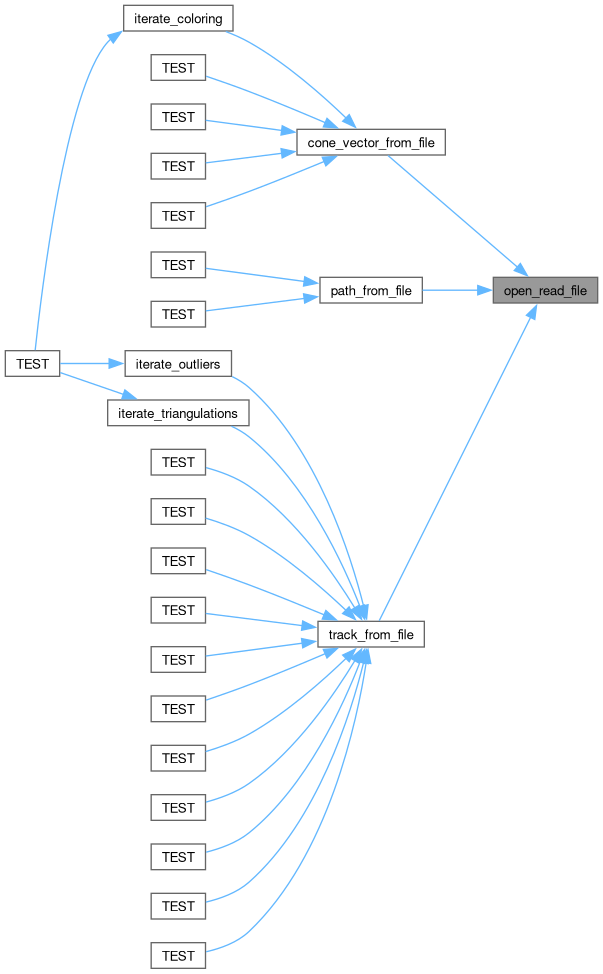 iterate_coloring
TEST
TEST
cone_vector_from_file
TEST
TEST
TEST
path_from_file
open_read_file
TEST
TEST
iterate_outliers
iterate_triangulations
TEST
TEST
TEST
TEST
track_from_file
TEST
TEST
TEST
TEST
TEST
TEST
TEST